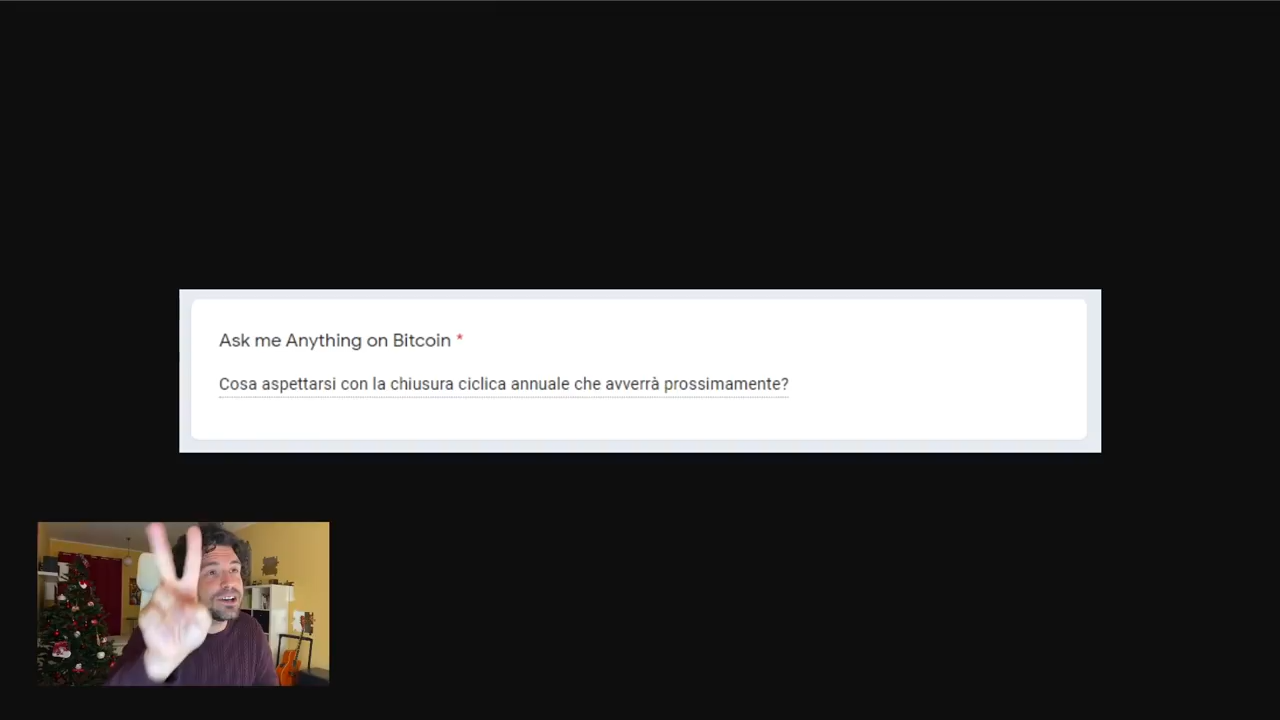 Ask me Anything on Bitcoin *
Cosa aspettarsi con la chiusura ciclica annuale che avverrà prossimamente?